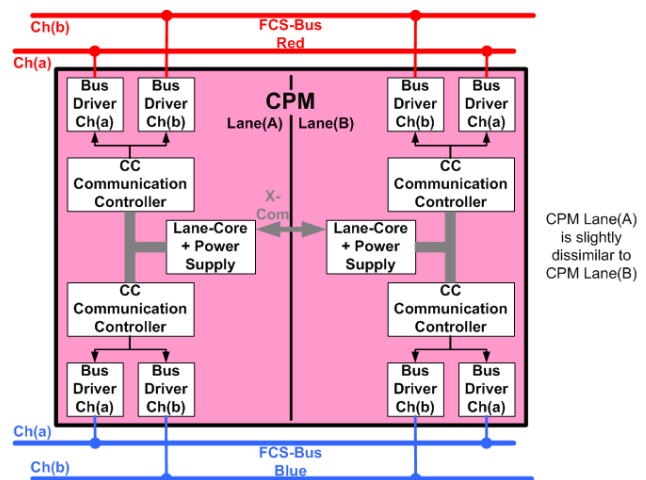 Ch(b)
FCS-Bus
Red
Ch(a)
Bus
Driver
Ch(a)
Bus
Driver
Ch(b)
CPM
Lane(A)
Lane(B)
Bus
Driver
Ch(b)
Bus
Driver
Ch(a)
CC
Communication
Controller
CC
Communication
Controller
X-
Com
Lane-Core
+ Power
Supply
Lane-Core
+ Power
Supply
CPM Lane(A)
is slightly
dissimilar to
CPM Lane(B)
CC
Communication
Controller
CC
Communication
Controller
Bus
Driver
Ch(a)
Bus
Driver
Ch(b)
Bus
Driver
Ch(b)
Bus
Driver
Ch(a)
Ch(a)
FCS-Bus
Blue
Ch(b)